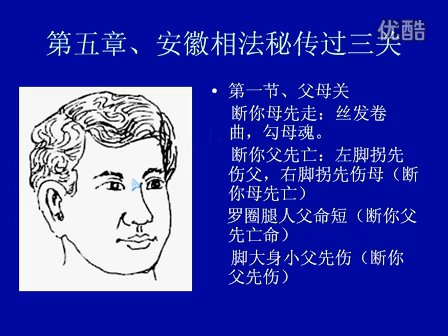 优酷
第五章、安徽相法秘传过三关
• 第一节、父母关
断你母先走：丝发卷
曲，勾母魂。
断你父先亡：左脚拐先
伤父，右脚拐先伤母（断
你母先亡）
罗圈腿人父命短（断你父
先亡命）
脚大身小父先伤（断你
父先伤）